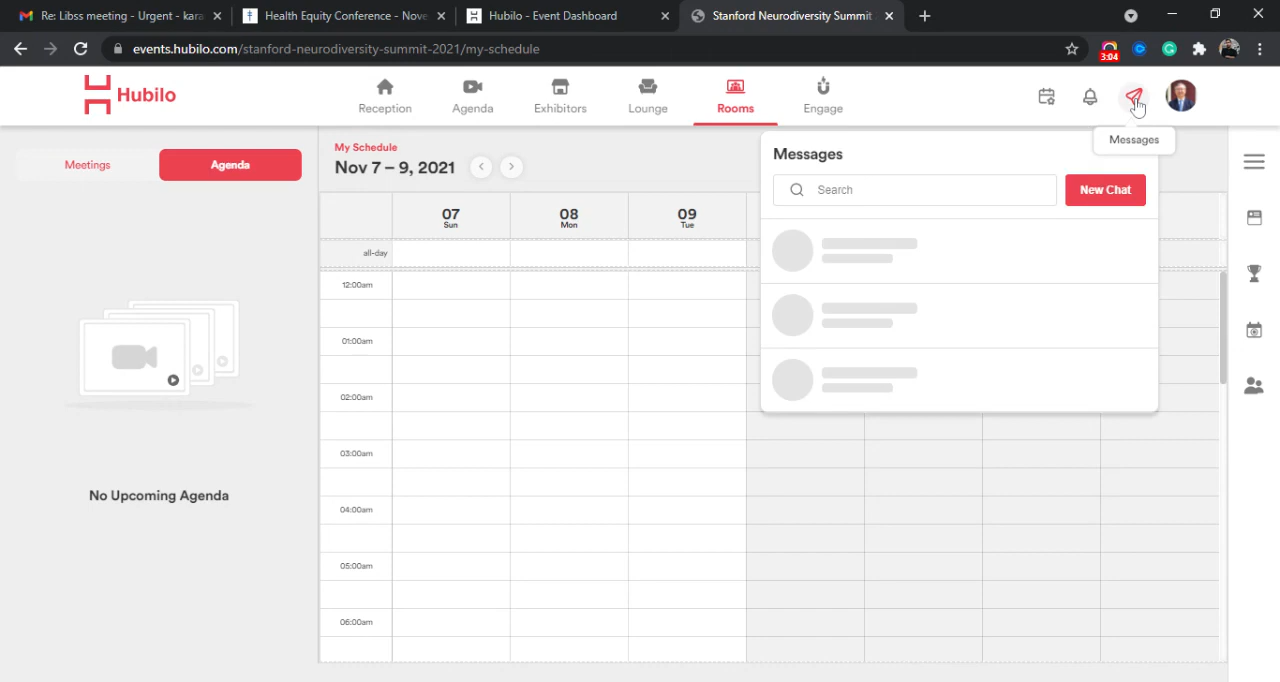 Re: Libss meeting - Urgent - kara
Health Equity Conference - Nove
Hubilo - Event Dashboard
Stanford Neurodiversity Summit
events.hubilo.com/stanford-neurodiversity-summit-2021/my-schedule
3:04
Hubilo
Reception
Agenda
Exhibitors
Lounge
Rooms
Engage
Messages
Meetings
Agenda
My Schedule
Nov 7 – 9, 2021
Messages
Search
New Chat
07
Sun
08
Mon
09
Tue
all-day
12:00am
01:00am
02:00am
03:00am
04:00am
05:00am
06:00am
No Upcoming Agenda